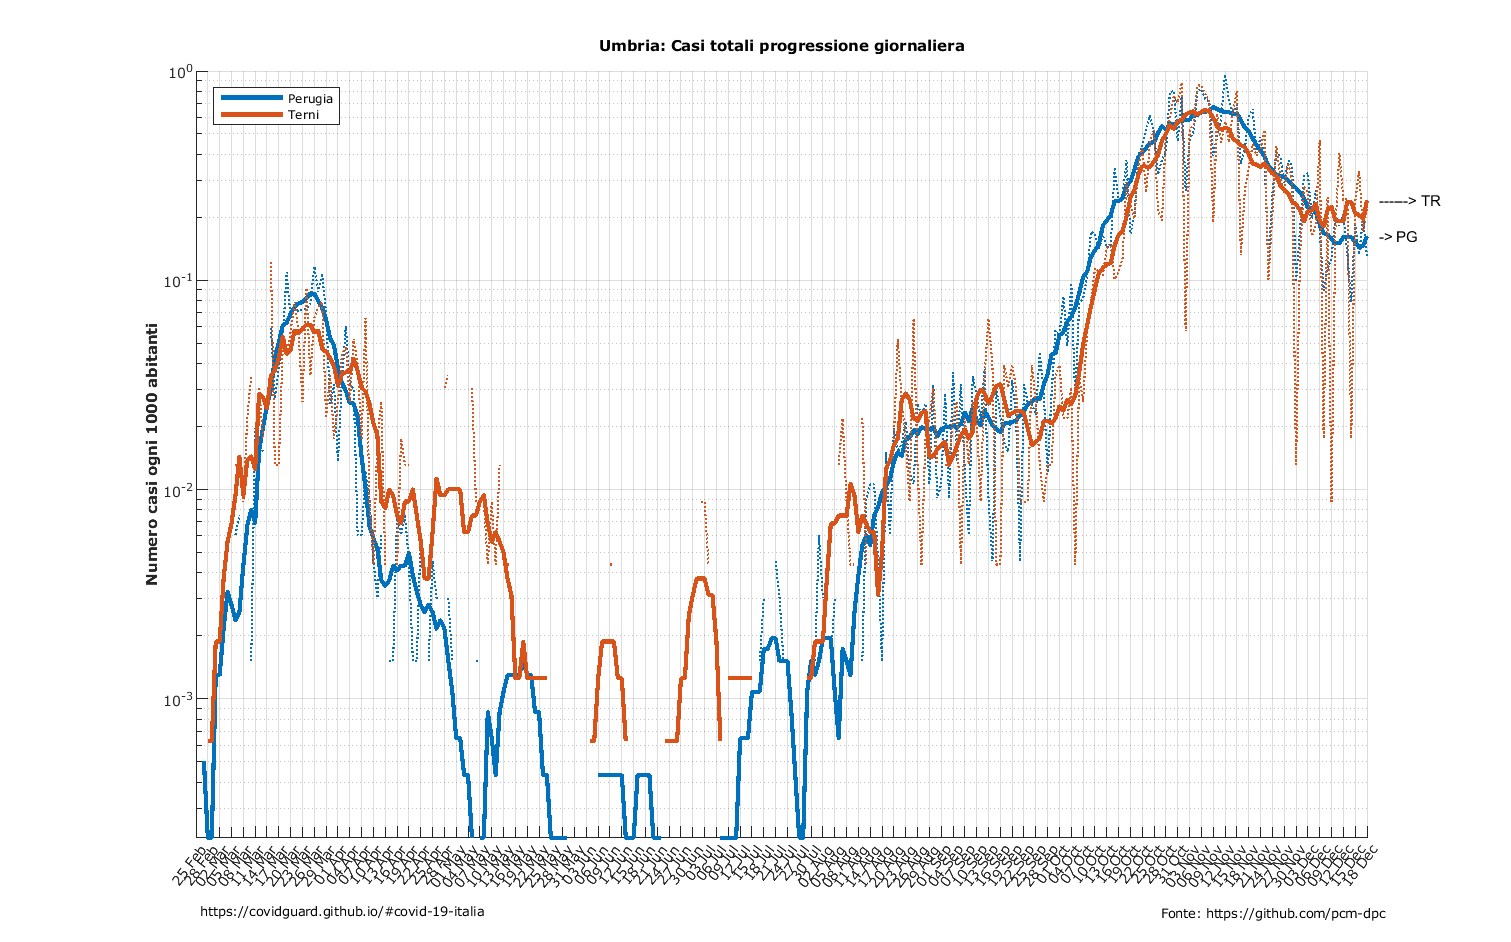 Umbria: Casi totali progressione giornaliera
Perugia
Terni
Numero casi ogni 1000 abitanti
10^0
10^-1
10^-2
10^-3
------> TR
-> PG
25 Feb
28 Feb
02 Mar
05 Mar
08 Mar
11 Mar
14 Mar
17 Mar
20 Mar
23 Mar
26 Mar
29 Mar
01 Apr
04 Apr
07 Apr
10 Apr
13 Apr
16 Apr
19 Apr
22 Apr
25 Apr
28 Apr
01 May
04 May
07 May
10 May
13 May
16 May
19 May
22 May
25 May
28 May
31 May
03 Jun
06 Jun
09 Jun
12 Jun
15 Jun
18 Jun
21 Jun
24 Jun
27 Jun
30 Jun
03 Jul
06 Jul
09 Jul
12 Jul
15 Jul
18 Jul
21 Jul
24 Jul
27 Jul
30 Jul
02 Aug
05 Aug
08 Aug
11 Aug
14 Aug
17 Aug
20 Aug
23 Aug
26 Aug
29 Aug
01 Sep
04 Sep
07 Sep
10 Sep
13 Sep
16 Sep
19 Sep
22 Sep
25 Sep
28 Sep
01 Oct
04 Oct
07 Oct
10 Oct
13 Oct
16 Oct
19 Oct
22 Oct
25 Oct
28 Oct
31 Oct
03 Nov
06 Nov
09 Nov
12 Nov
15 Nov
18 Nov
21 Nov
24 Nov
27 Nov
30 Nov
03 Dec
06 Dec
09 Dec
12 Dec
15 Dec
18 Dec
https://covidguard.github.io/#covid-19-italia
Fonte: https://github.com/pcm-dpc